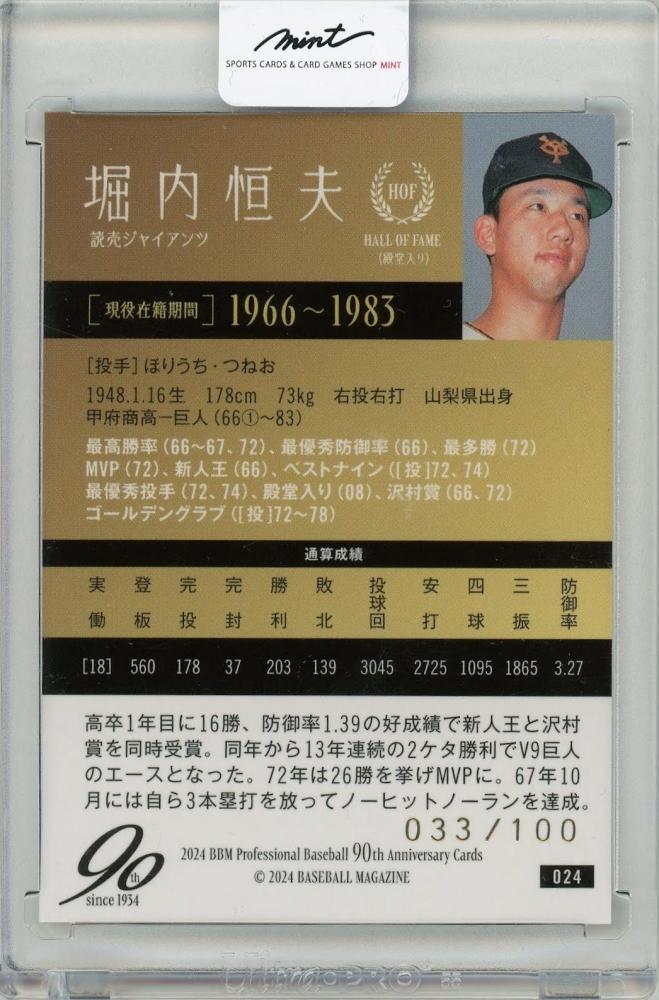 mint
SPORTS CARDS & CARD GAMES SHOP MINT
堀内恒夫
読売ジャイアンツ
HOF
HALL OF FAME
(殿堂入り)
YG
[現役在籍期間] 1966~1983
[投手]ほりうち・つねお
1948.1.16生 178cm 73kg 右投右打 山梨県出身
甲府商高ー巨人(66①~83)
最高勝率(66~67、72)、最優秀防御率(66)、最多勝(72)
MVP(72)、新人王(66)、ベストナイン([投]72、74)
最優秀投手(72、74)、殿堂入り(08)、沢村賞(66、72)
ゴールデングラブ([投]72~78)
通算成績
実働 登板 完投 完封 勝利 敗北 投球回 安打 四球 三振 防御率
[18] 560 178 37 203 139 3045 2725 1095 1865 3.27
高卒1年目に16勝、防御率1.39の好成績で新人王と沢村
賞を同時受賞。同年から13年連続の2ケタ勝利でV9巨人
のエースとなった。72年は26勝を挙げMVPに。67年10
月には自ら3本塁打を放ってノーヒットノーランを達成。
033/100
90th
since 1934
2024 BBM Professional Baseball 90th Anniversary Cards
© 2024 BASEBALL MAGAZINE
024
Ultra PRO